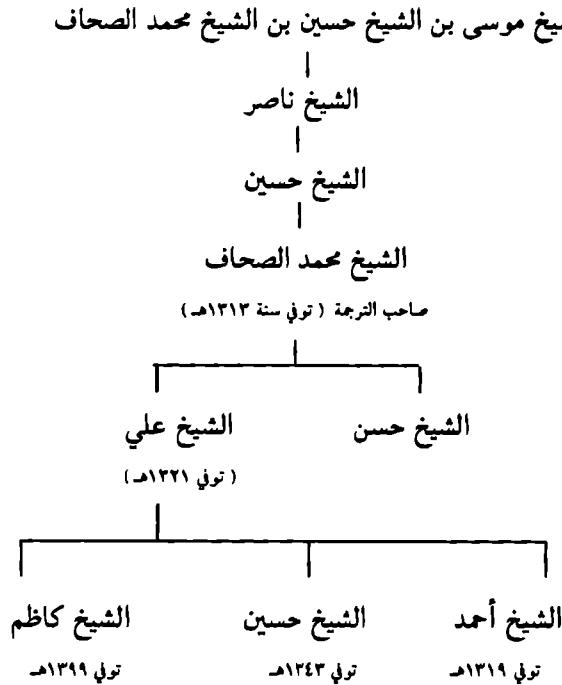 يخ موسى بن الشيخ حسين بن الشيخ محمد الصحاف
الشيخ ناصر
الشيخ حسين
الشيخ محمد الصحاف
صاحب الترجمة ( توفي سنة ١٣١٣هـ )
الشيخ حسن الشيخ علي
( توفي ١٣٢١هـ )
الشيخ أحمد الشيخ حسين الشيخ كاظم
توفي ١٣١٩هـ توفي ١٣٤٣هـ توفي ١٣٩٩هـ